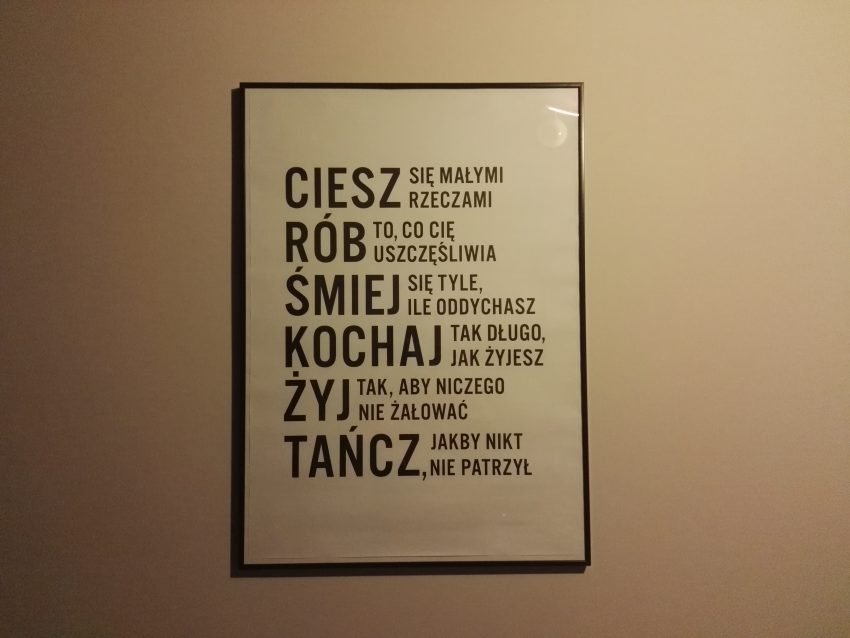 CIESZ SIĘ MAŁYMI
RZECZAMI
RÓB TO, CO CIĘ
USZCZĘŚLIWIA
ŚMIEJ SIĘ TYLE,
ILE ODDYCHASZ
KOCHAJ TAK DŁUGO,
JAK ŻYJESZ
ŻYJ TAK, ABY NICZEGO
NIE ŻAŁOWAĆ
TAŃCZ, JAKBY NIKT
NIE PATRZYŁ